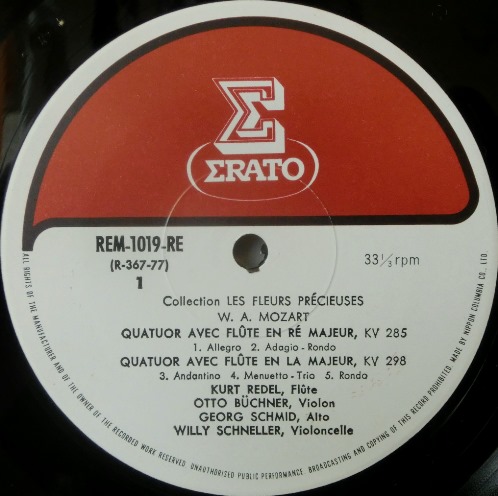 Σ
ΣRATO
REM-1019-RE
(R-367-77)
1
33 1/3 rpm
Collection LES FLEURS PRÉCIEUSES
W. A. MOZART
QUATUOR AVEC FLÛTE EN RÉ MAJEUR, KV 285
1. Allegro 2. Adagio - Rondo
QUATUOR AVEC FLÛTE EN LA MAJEUR, KV 298
3. Andantino 4. Menuetto - Trio 5. Rondo
KURT REDEL, Flûte
OTTO BÜCHNER, Violon
GEORG SCHMID, Alto
WILLY SCHNELLER, Violoncelle
ALL RIGHTS OF THE MANUFACTURER AND OF THE OWNER OF THE RECORDED WORK RESERVED. UNAUTHORISED PUBLIC PERFORMANCE. BROADCASTING AND COPYING OF THIS RECORD PROHIBITED. MADE BY NIPPON COLUMBIA CO., LTD.